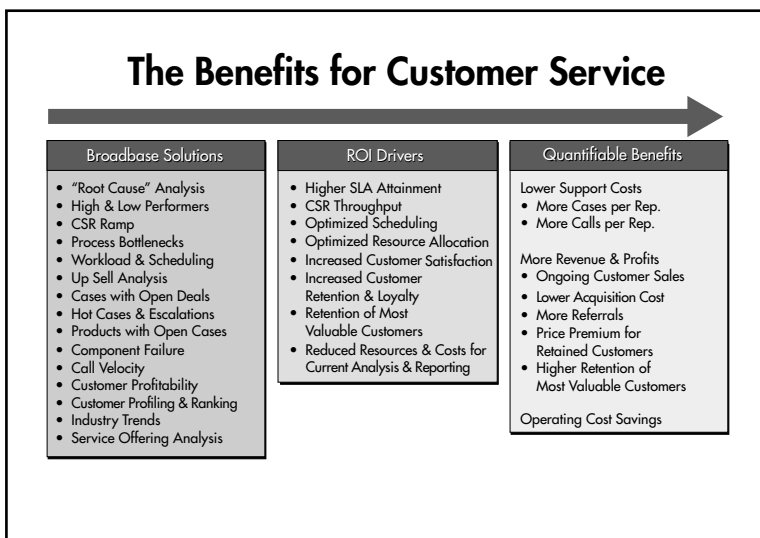 The Benefits for Customer Service
Broadbase Solutions
• “Root Cause” Analysis
• High & Low Performers
• CSR Ramp
• Process Bottlenecks
• Workload & Scheduling
• Up Sell Analysis
• Cases with Open Deals
• Hot Cases & Escalations
• Products with Open Cases
• Component Failure
• Call Velocity
• Customer Profitability
• Customer Profiling & Ranking
• Industry Trends
• Service Offering Analysis
ROI Drivers
• Higher SLA Attainment
• CSR Throughput
• Optimized Scheduling
• Optimized Resource Allocation
• Increased Customer Satisfaction
• Increased Customer
Retention & Loyalty
• Retention of Most
Valuable Customers
• Reduced Resources & Costs for
Current Analysis & Reporting
Quantifiable Benefits
Lower Support Costs
• More Cases per Rep.
• More Calls per Rep.
More Revenue & Profits
• Ongoing Customer Sales
• Lower Acquisition Cost
• More Referrals
• Price Premium for
Retained Customers
• Higher Retention of
Most Valuable Customers
Operating Cost Savings